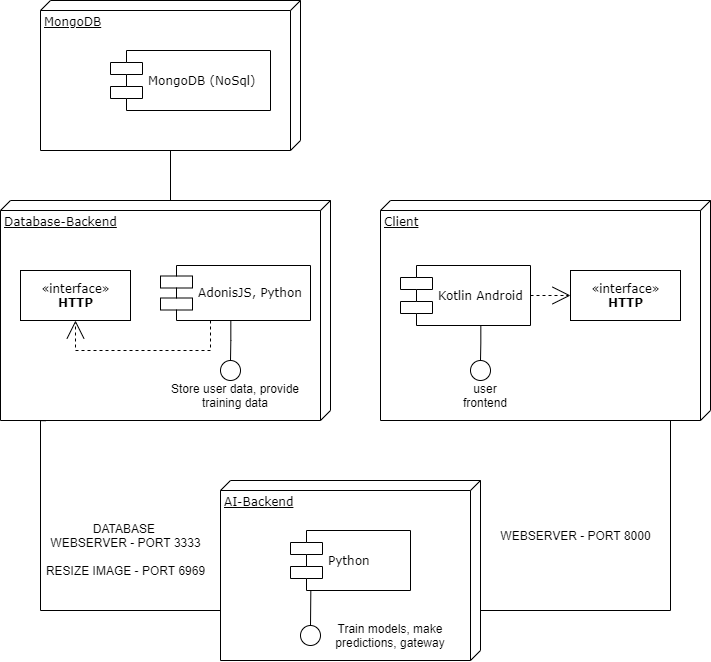 MongoDB
MongoDB (NoSql)
Database-Backend
«interface»
HTTP
AdonisJS, Python
Store user data, provide
training data
Client
Kotlin Android
«interface»
HTTP
user
frontend
DATABASE
WEBSERVER - PORT 3333
RESIZE IMAGE - PORT 6969
AI-Backend
Python
Train models, make
predictions, gateway
WEBSERVER - PORT 8000